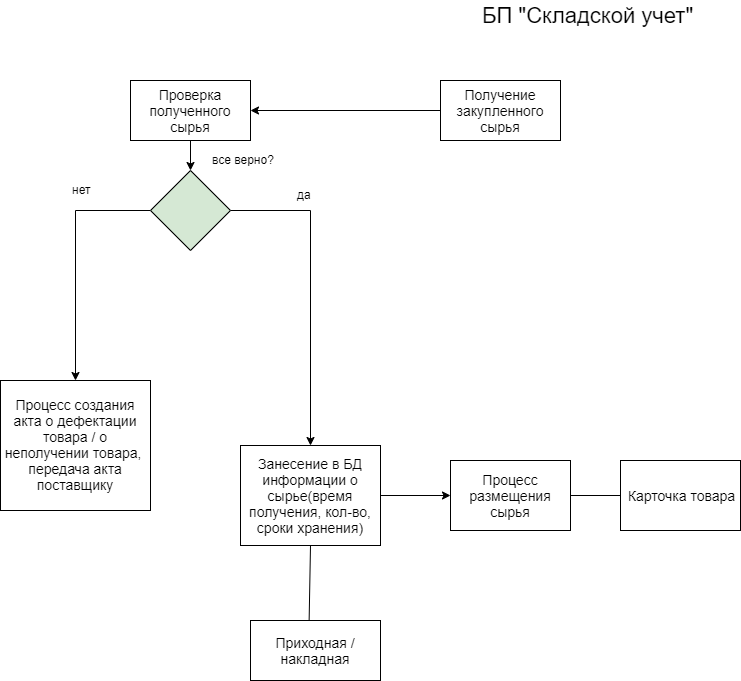 БП "Складской учет"
Проверка
полученного
сырья
Получение
закупленного
сырья
все верно?
нет
да
Процесс создания
акта о дефектации
товара / о
неполучении товара,
передача акта
поставщику
Занесение в БД
информации о
сырье(время
получения, кол-во,
сроки хранения)
Процесс
размещения
сырья
Карточка товара
Приходная /
накладная